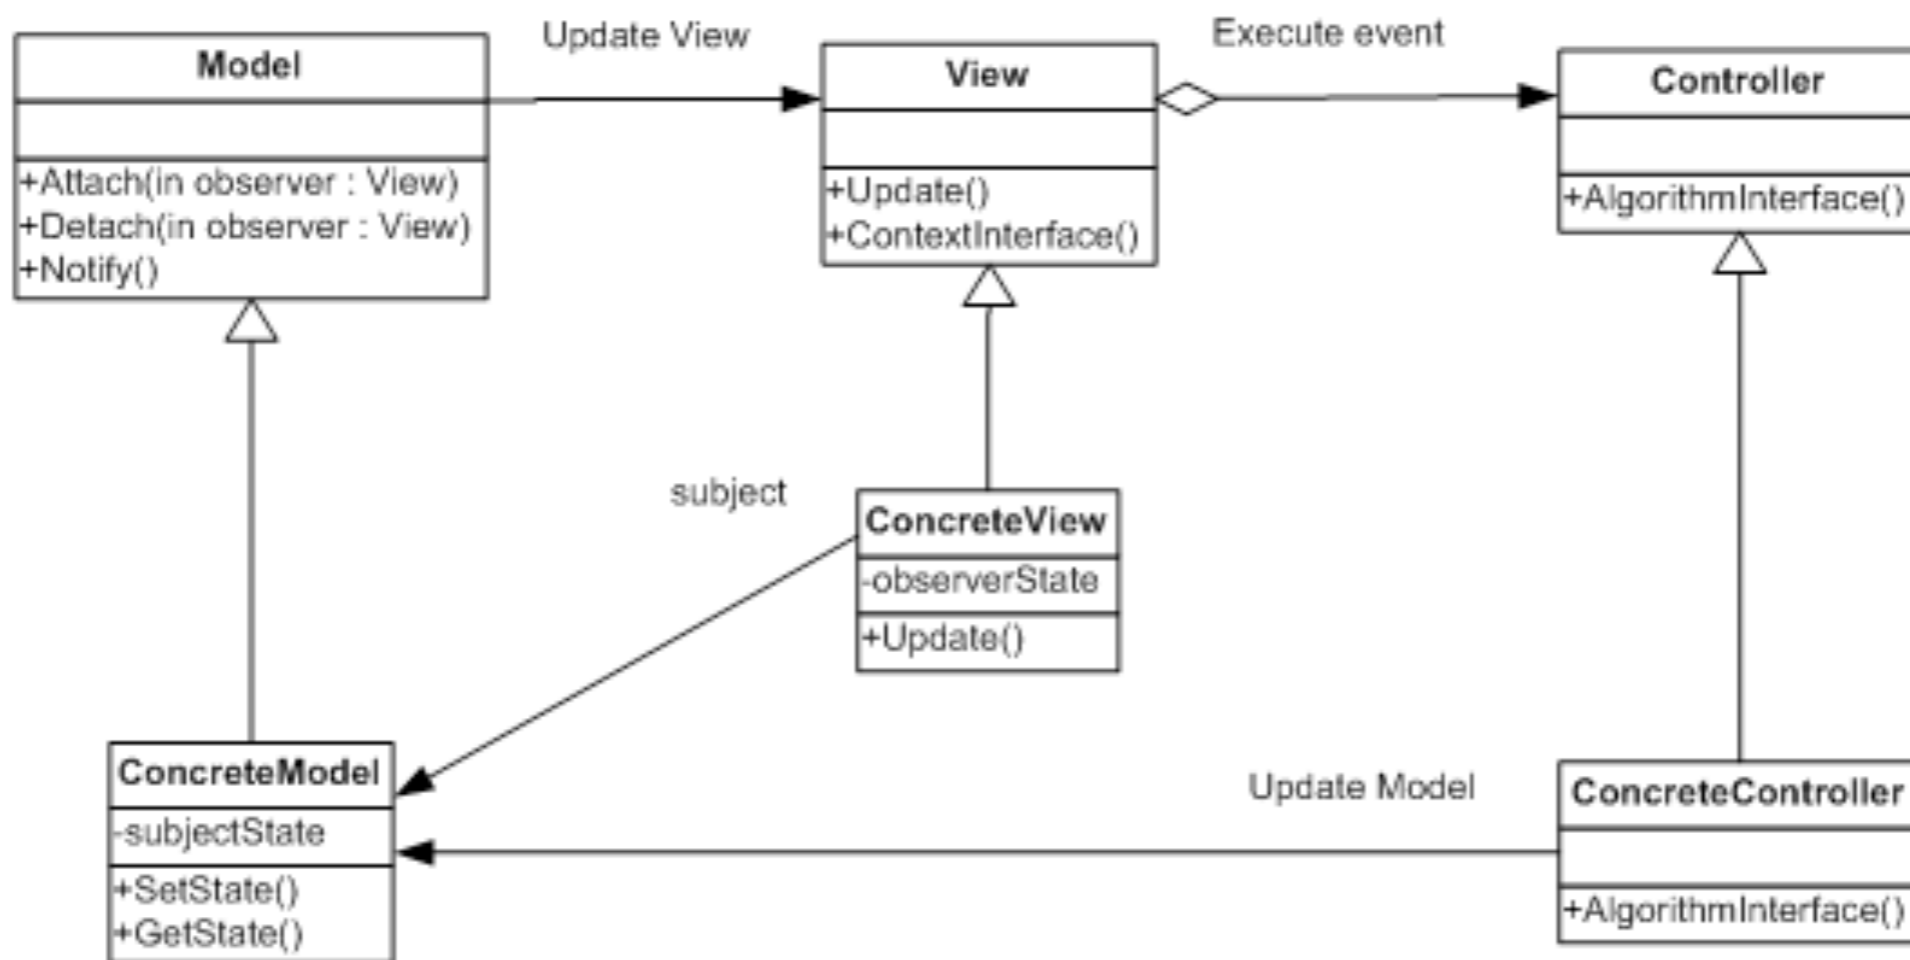 Update View
Execute event
Model
View
Controller
+Attach(in observer : View)
+Detach(in observer : View)
+Notify()
+Update()
+ContextInterface()
+AlgorithmInterface()
subject
ConcreteView
-observerState
+Update()
ConcreteModel
-subjectState
+SetState()
+GetState()
Update Model
ConcreteController
+AlgorithmInterface()